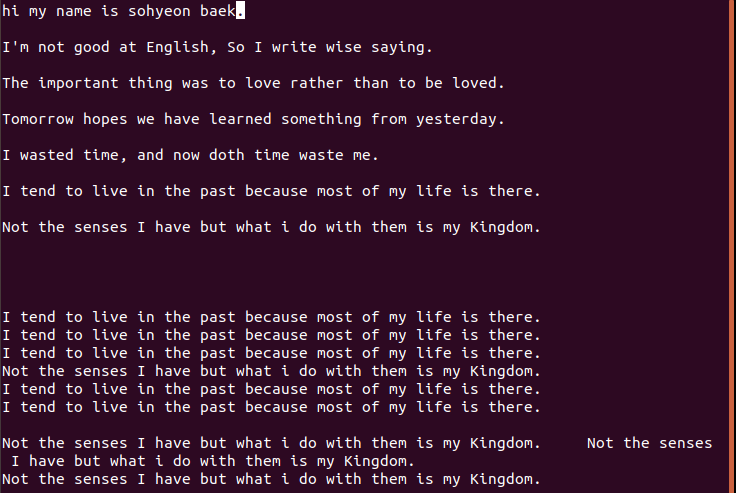 hi my name is sohyeon baek.
I'm not good at English, So I write wise saying.
The important thing was to love rather than to be loved.
Tomorrow hopes we have learned something from yesterday.
I wasted time, and now doth time waste me.
I tend to live in the past because most of my life is there.
Not the senses I have but what i do with them is my Kingdom.
I tend to live in the past because most of my life is there.
I tend to live in the past because most of my life is there.
I tend to live in the past because most of my life is there.
Not the senses I have but what i do with them is my Kingdom.
I tend to live in the past because most of my life is there.
I tend to live in the past because most of my life is there.
Not the senses I have but what i do with them is my Kingdom.     Not the senses
 I have but what i do with them is my Kingdom.
Not the senses I have but what i do with them is my Kingdom.